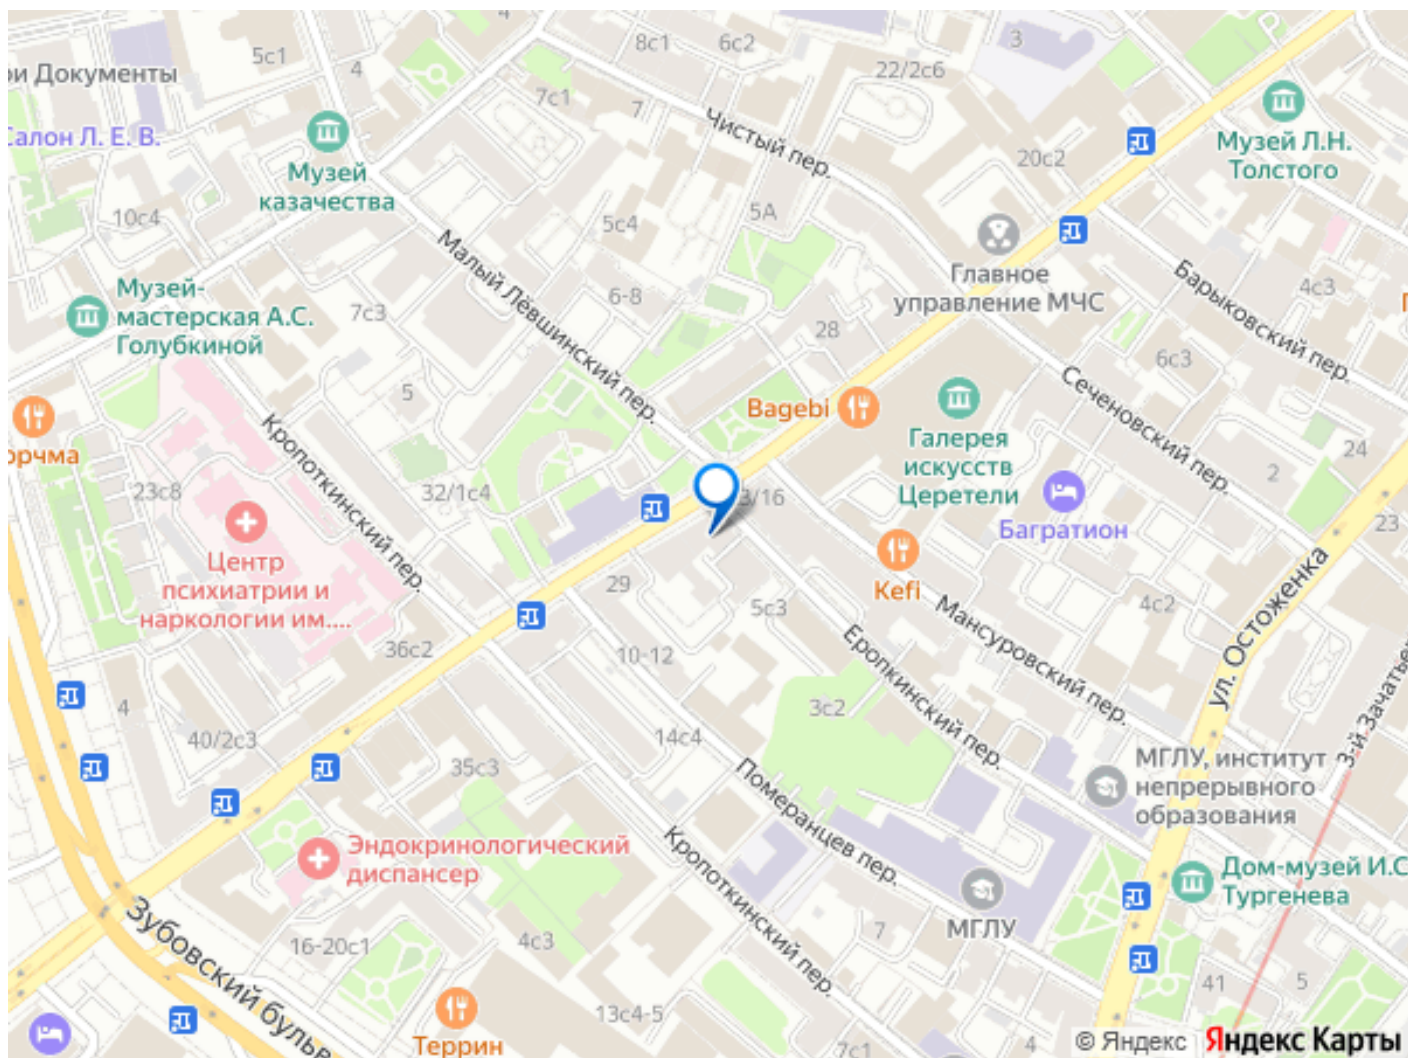 4
8с1
6с2
3
5с1
4
22/2с6
ри Документы
7с1
7
Чистый пер.
Салон Л. Е. В.
Музей Л.Н.
Толстого
20с2
Музей
казачества
10с4
5с4
5А
Главное
управление МЧС
Малый Лёвшинский пер.
Барыковский пер.
4с3
Музей-
мастерская А.С.
Голубкиной
7с3
6-8
28
6с3
Сеченовский пер.
5
Bagebi
орчма
Кропоткинский пер.
Галерея
искусств
Церетели
24
2
23с8
32/1с4
3/16
Багратион
23
Центр
психиатрии и
наркологии им....
29
Kefi
ул. Остоженка
5с3
4с2
Мансуровский пер.
Еропкинский пер.
36с2
10-12
3с2
3-й Зачатье
4
40/2с3
14с4
35с3
Померанцев пер.
МГЛУ, институт
непрерывного
образования
Эндокринологический
диспансер
Кропоткинский пер.
Дом-музей И.С
Тургенева
МГЛУ
Зубовский бульв
16-20с1
4с3
7
41
5
13с4-5
Террин
7с1
4
© Яндекс
Яндекс Карты